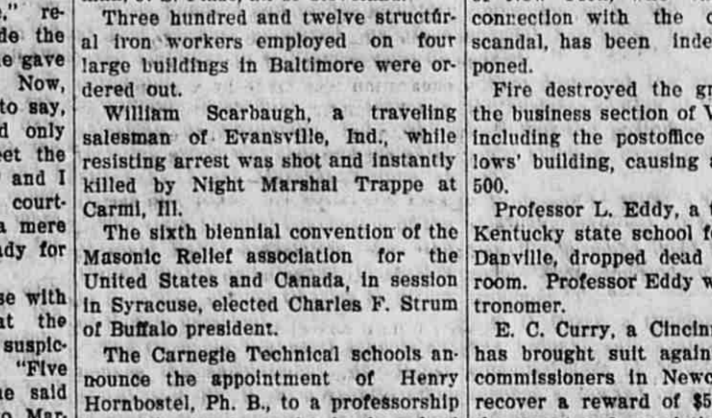 ," re-
de the
e gave
Now,
to say,
d only
eet the
and I
court-
a mere
dy for
se with
at the
suspic-
"Five
e said
Mar-
Three hundred and twelve structur-
al iron workers employed on four
large buildings in Baltimore were or-
dered out.
William Scarbaugh, a traveling
salesman of Evansville, Ind., while
resisting arrest was shot and instantly
killed by Night Marshal Trappe at
Carmi, Ill.
The sixth biennial convention of the
Masonic Relief association for the
United States and Canada, in session
in Syracuse, elected Charles F. Strum
of Buffalo president.
The Carnegie Technical schools an-
nounce the appointment of Henry
Hornbostel, Ph. B., to a professorship
connection with the
scandal, has been inde
poned.
Fire destroyed the gr
the business section of V
including the postoffice
lows' building, causing a
500.
Professor L. Eddy, a t
Kentucky state school f
Danville, dropped dead
room. Professor Eddy w
tronomer.
E. C. Curry, a Cincin
has brought suit again
commissioners in Newc
recover a reward of $5